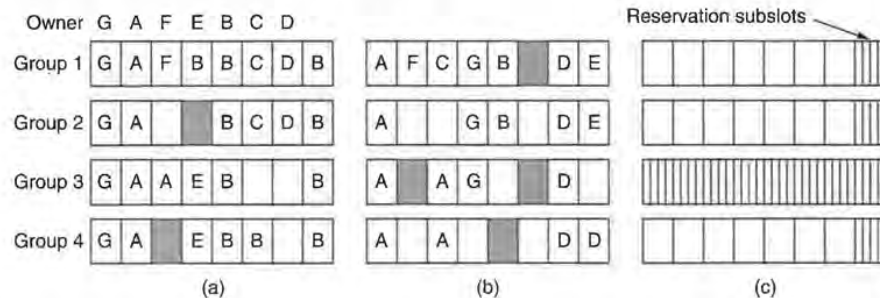 Reservation subslots
Owner G A F E B C D
Group 1 G A F B B C D B A F C G B D E
Group 2 G A B C D B A G B D E
Group 3 G A A E B B A A G D
Group 4 G A E B B B A A D D
(a) (b) (c)